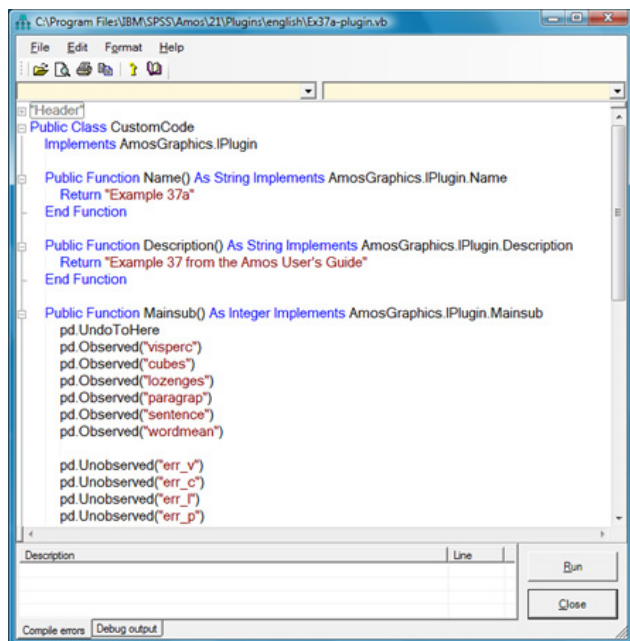 C:\Program Files\IBM\SPSS\Amos\21\Plugins\english\Ex37a-plugin.vb
File Edit Format Help
"Header"
Public Class CustomCode
Implements AmosGraphics.IPlugin
Public Function Name() As String Implements AmosGraphics.IPlugin.Name
Return "Example 37a"
End Function
Public Function Description() As String Implements AmosGraphics.IPlugin.Description
Return "Example 37 from the Amos User's Guide"
End Function
Public Function Mainsub() As Integer Implements AmosGraphics.IPlugin.Mainsub
pd.UndoToHere
pd.Observed("visperc")
pd.Observed("cubes")
pd.Observed("lozenges")
pd.Observed("paragrap")
pd.Observed("sentence")
pd.Observed("wordmean")
pd.Unobserved("err_v")
pd.Unobserved("err_c")
pd.Unobserved("err_l")
pd.Unobserved("err_p")
Description Line
Run
Close
Compile errors Debug output